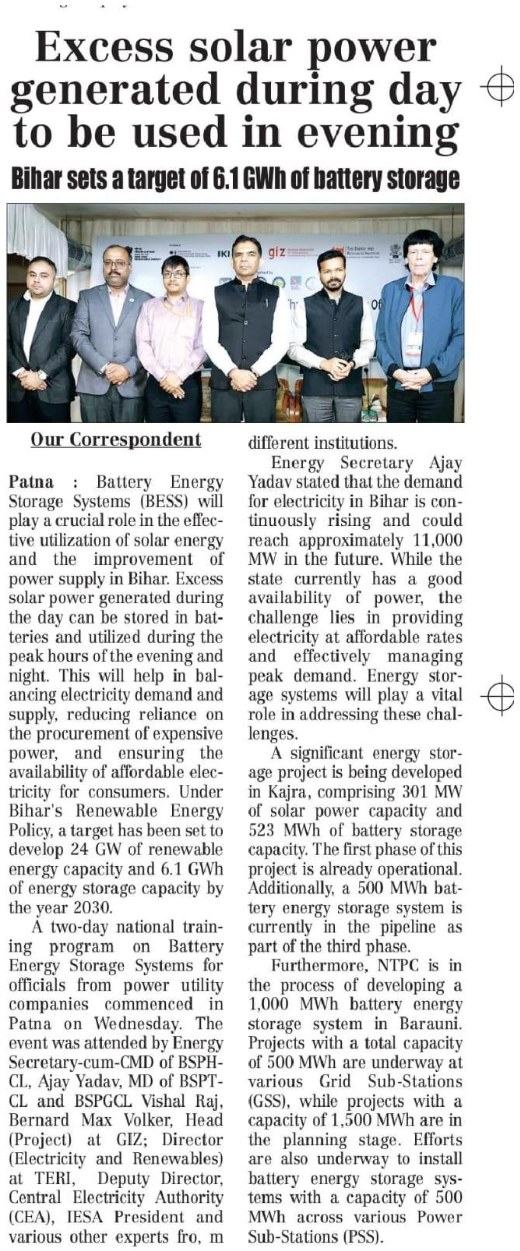 Excess solar power
generated during day
to be used in evening
Bihar sets a target of 6.1 GWh of battery storage
IKI
giz
Our Correspondent
Patna : Battery Energy
Storage Systems (BESS) will
play a crucial role in the effec-
tive utilization of solar energy
and the improvement of
power supply in Bihar. Excess
solar power generated during
the day can be stored in bat-
teries and utilized during the
peak hours of the evening and
night. This will help in bal-
ancing electricity demand and
supply, reducing reliance on
the procurement of expensive
power, and ensuring the
availability of affordable elec-
tricity for consumers. Under
Bihar's Renewable Energy
Policy, a target has been set to
develop 24 GW of renewable
energy capacity and 6.1 GWh
of energy storage capacity by
the year 2030.
A two-day national train-
ing program on Battery
Energy Storage Systems for
officials from power utility
companies commenced in
Patna on Wednesday. The
event was attended by Energy
Secretary-cum-CMD of BSPH-
CL, Ajay Yadav, MD of BSPT-
CL and BSPGCL Vishal Raj,
Bernard Max Volker, Head
(Project) at GIZ; Director
(Electricity and Renewables)
at TERI, Deputy Director,
Central Electricity Authority
(CEA), IESA President and
various other experts fro, m
different institutions.
Energy Secretary Ajay
Yadav stated that the demand
for electricity in Bihar is con-
tinuously rising and could
reach approximately 11,000
MW in the future. While the
state currently has a good
availability of power, the
challenge lies in providing
electricity at affordable rates
and effectively managing
peak demand. Energy stor-
age systems will play a vital
role in addressing these chal-
lenges.
A significant energy stor-
age project is being developed
in Kajra, comprising 301 MW
of solar power capacity and
523 MWh of battery storage
capacity. The first phase of this
project is already operational.
Additionally, a 500 MWh bat-
tery energy storage system is
currently in the pipeline as
part of the third phase.
Furthermore, NTPC is in
the process of developing a
1,000 MWh battery energy
storage system in Barauni.
Projects with a total capacity
of 500 MWh are underway at
various Grid Sub-Stations
(GSS), while projects with a
capacity of 1,500 MWh are in
the planning stage. Efforts
are also underway to install
battery energy storage sys-
tems with a capacity of 500
MWh across various Power
Sub-Stations (PSS).